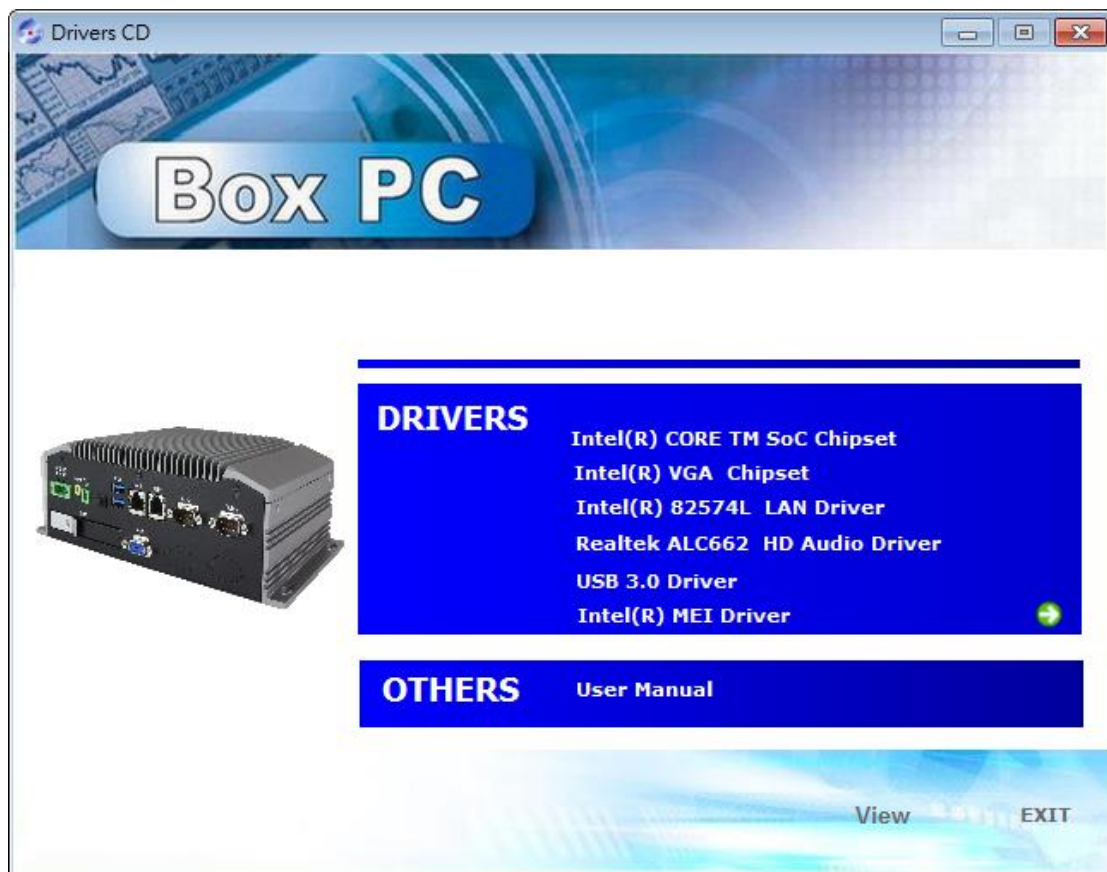 Drivers CD
Box PC
DRIVERS
Intel(R) CORE TM SoC Chipset
Intel(R) VGA Chipset
Intel(R) 82574L LAN Driver
Realtek ALC662 HD Audio Driver
USB 3.0 Driver
Intel(R) MEI Driver
OTHERS
User Manual
View
EXIT